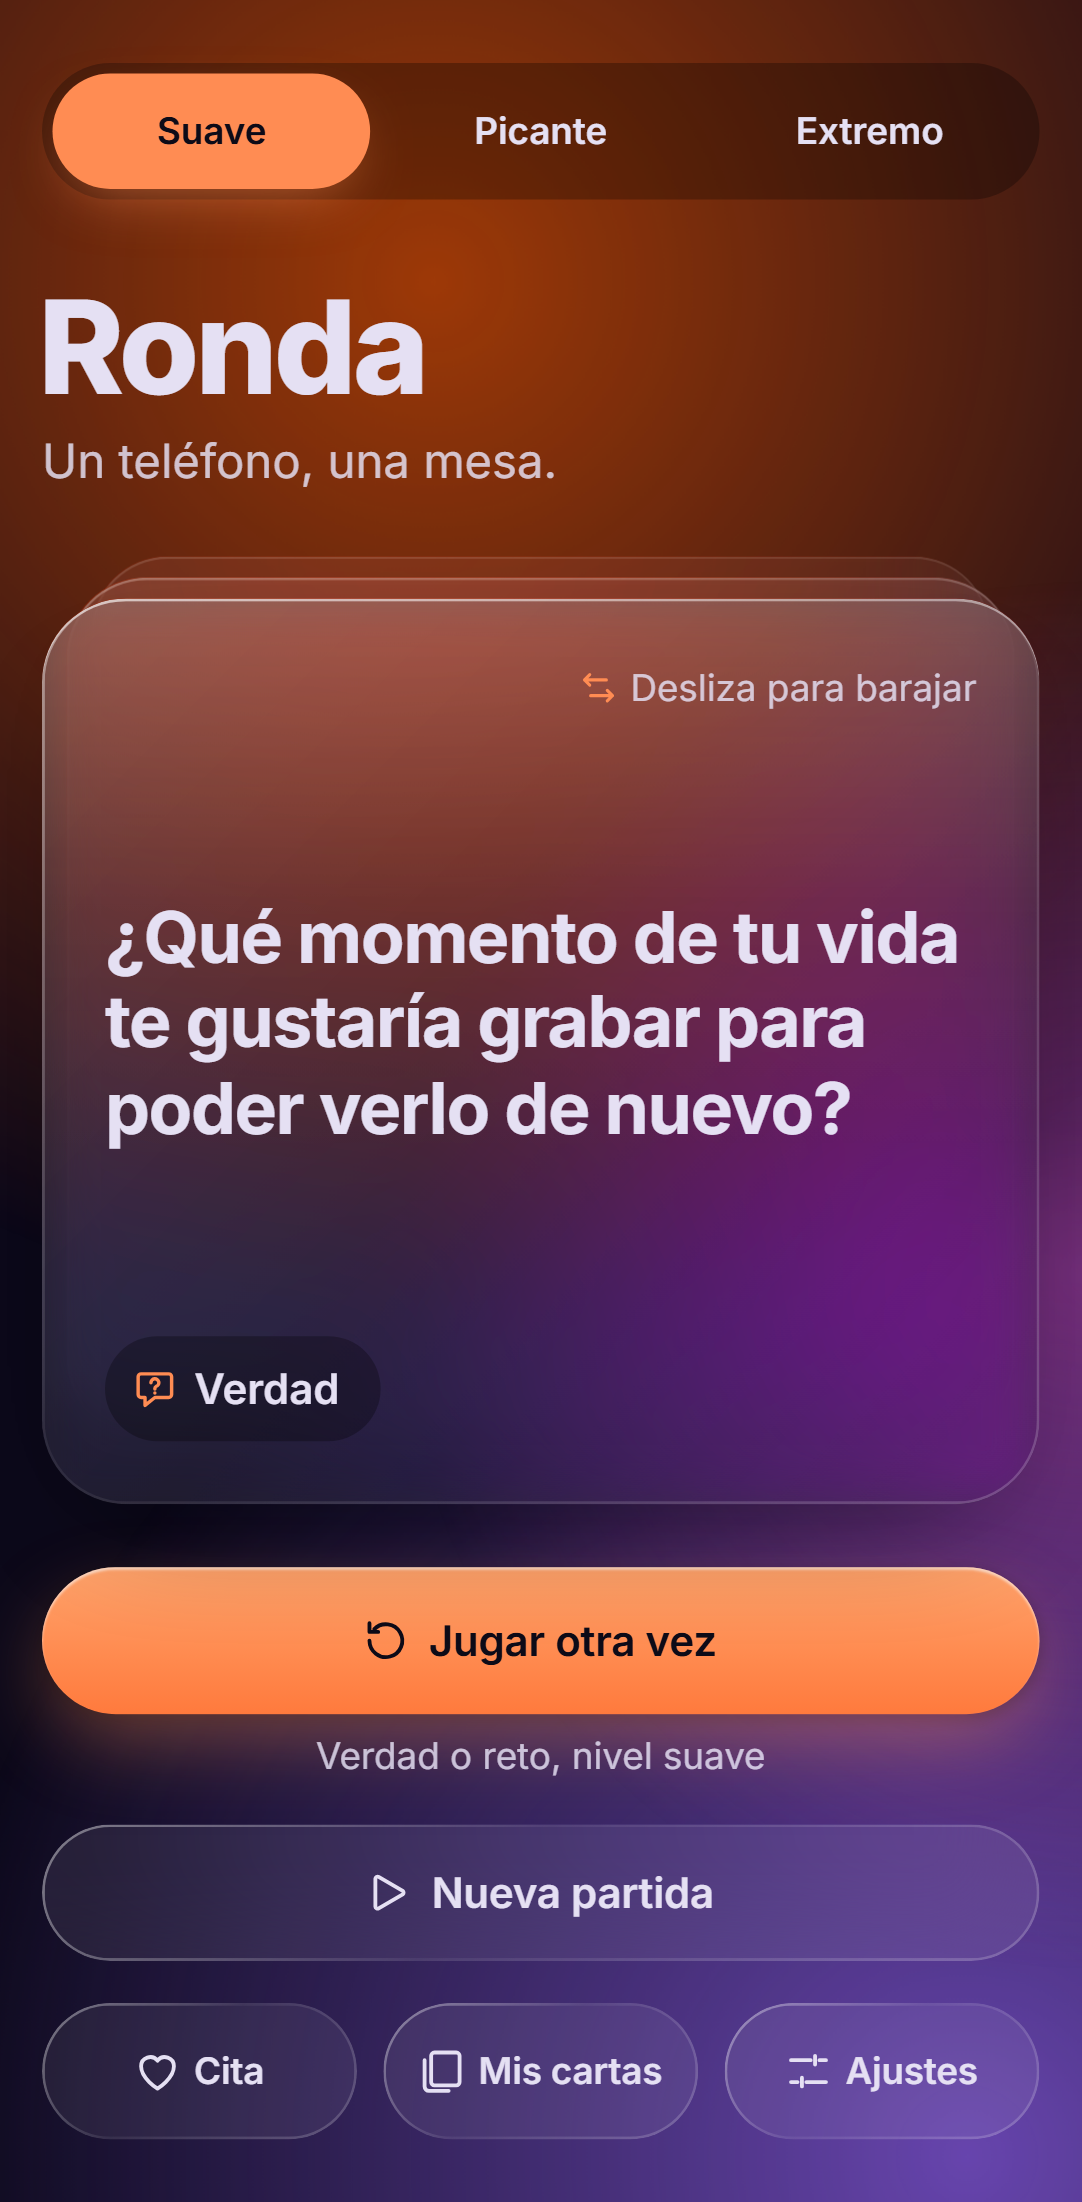 Suave Picante Extremo
Ronda
Un teléfono, una mesa.
Desliza para barajar
¿Qué momento de tu vida
te gustaría grabar para
poder verlo de nuevo?
Verdad
Jugar otra vez
Verdad o reto, nivel suave
Nueva partida
Cita Mis cartas Ajustes